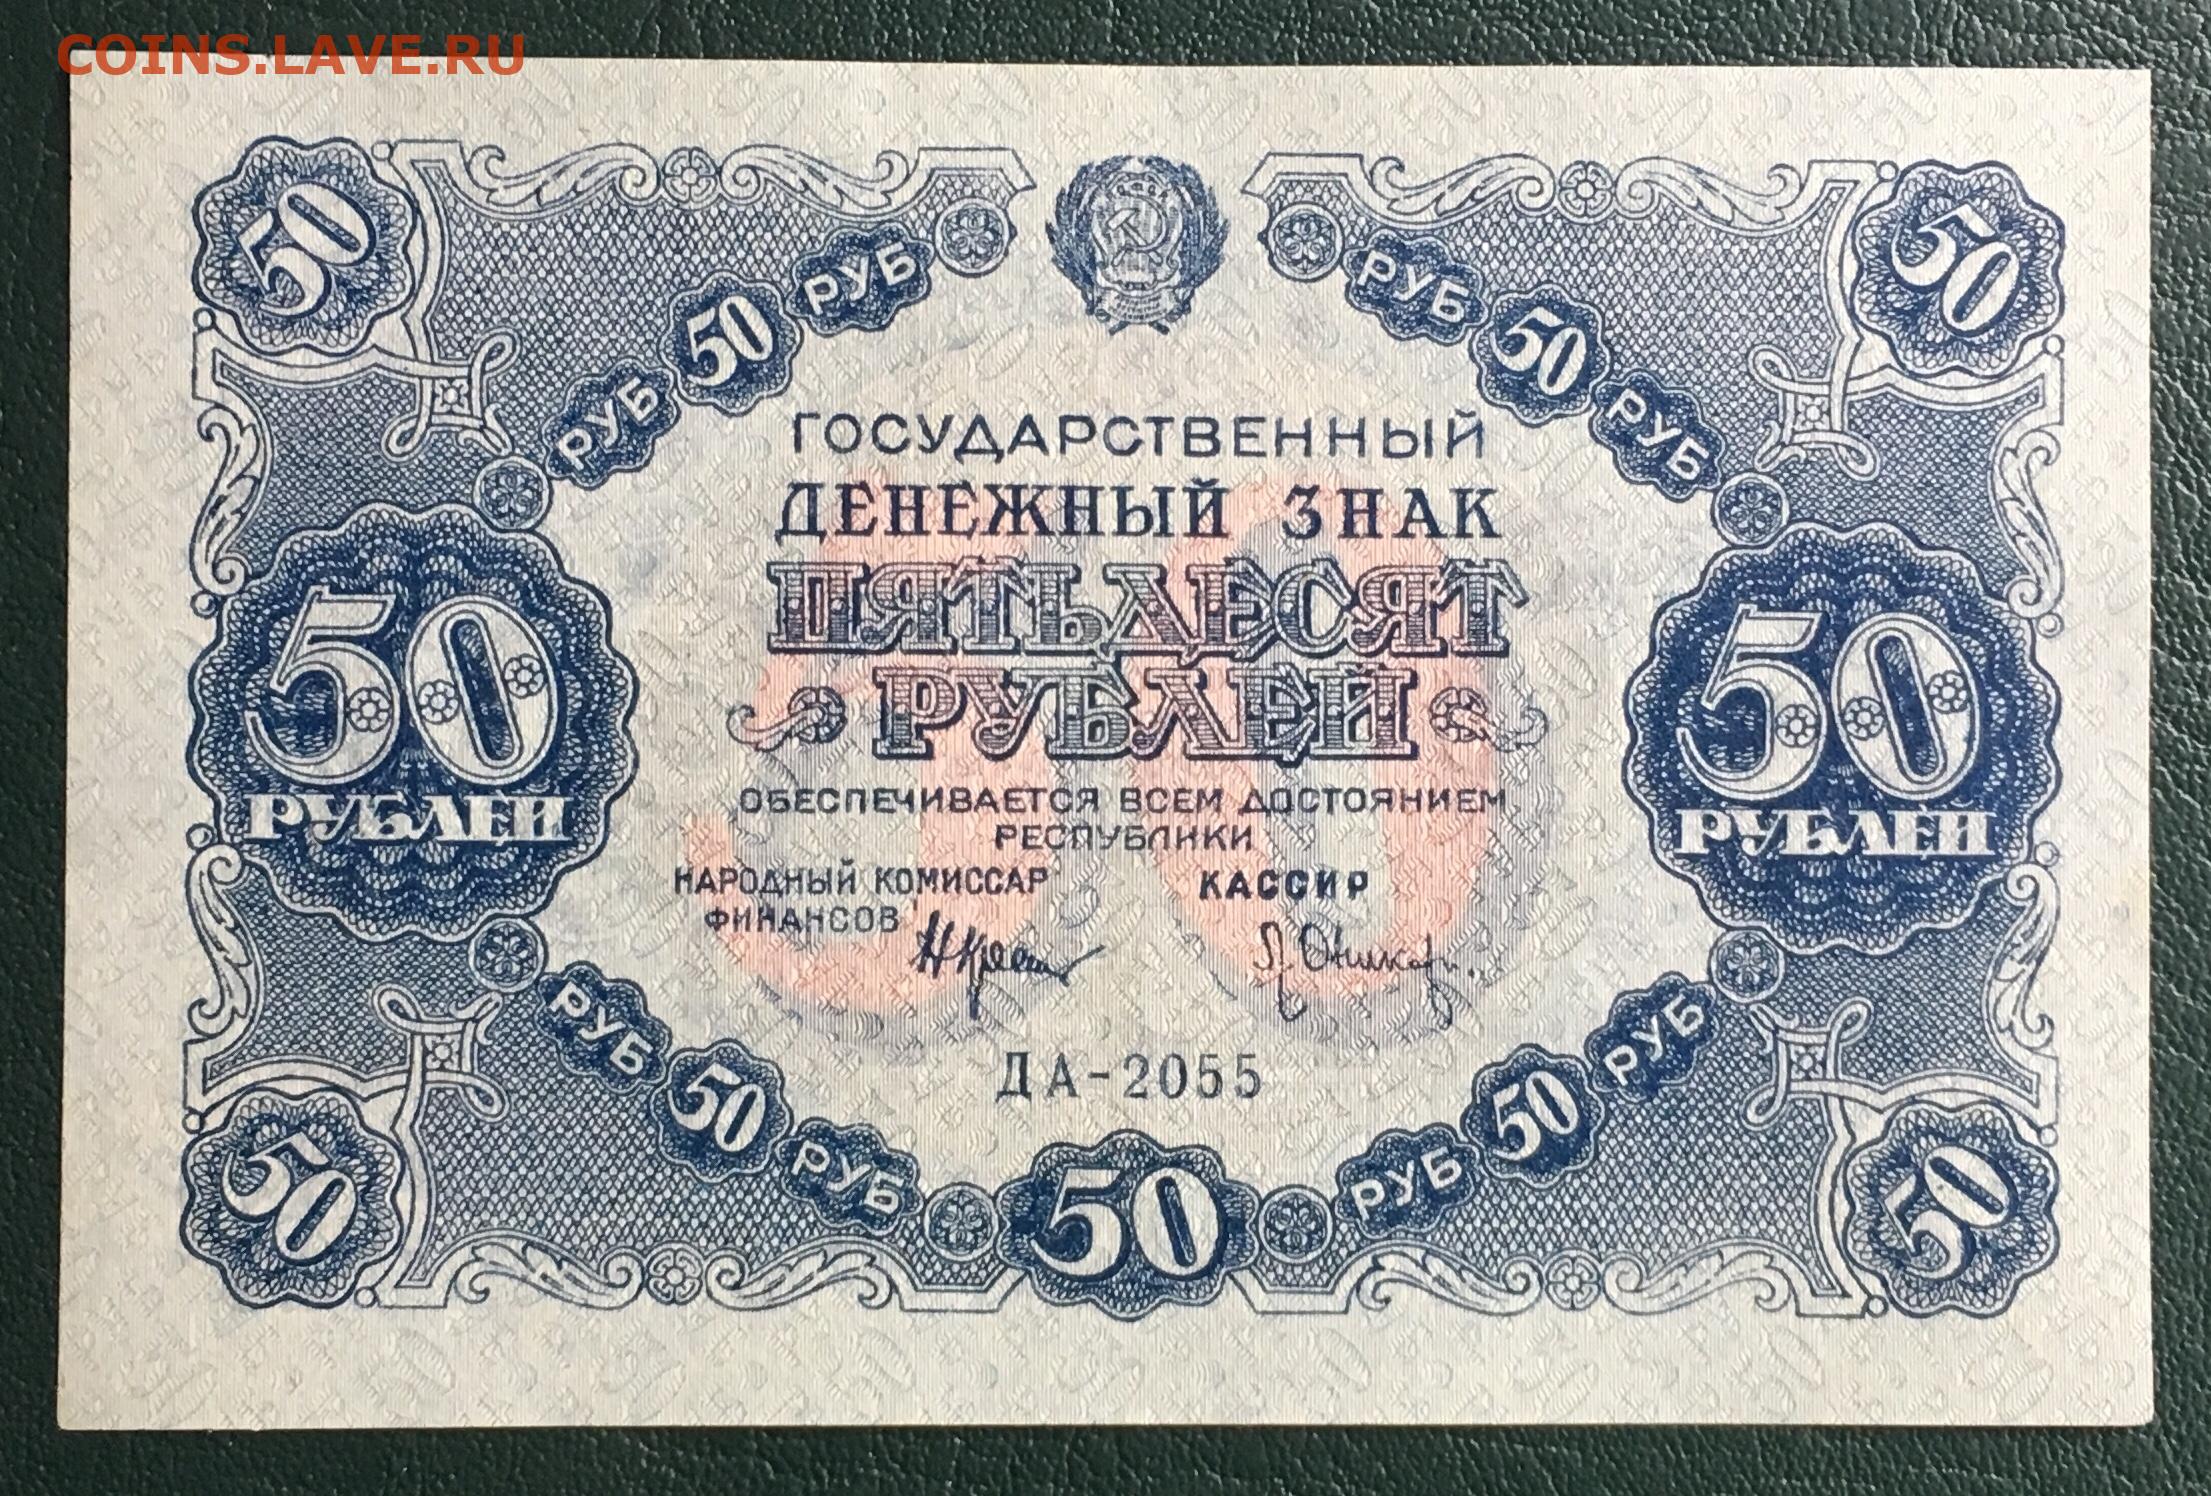 COINS.LAVE.RU
50 50
РУБ 50 РУБ РУБ 50 РУБ
ГОСУДАРСТВЕННЫЙ
ДЕНЕЖНЫЙ ЗНАК
ПЯТЬДЕСЯТ
РУБЛЕЙ
50
РУБЛЕЙ
50
РУБЛЕЙ
ОБЕСПЕЧИВАЕТСЯ ВСЕМ ДОСТОЯНИЕМ
РЕСПУБЛИКИ
НАРОДНЫЙ КОМИССАР
ФИНАНСОВ
КАССИР
50
ДА-2055
РУБ 50 РУБ 50 РУБ 50 РУБ
50 50